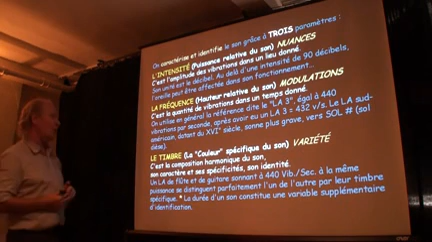 On caractérise et identifie le son grâce à TROIS paramètres :
L'INTENSITÉ (Puissance relative du son) NUANCES
C'est l'amplitude des vibrations dans un lieu donné.
Son unité est le décibel. Au delà d'une intensité de 90 décibels,
l'oreille peut être affectée dans son fonctionnement...
LA FRÉQUENCE (Hauteur relative du son) MODULATIONS
C'est la quantité de vibrations dans un temps donné.
On utilise en général la référence dite le "LA 3", égal à 440
vibrations par seconde, après avoir eu un LA 3 = 432 v/s. Le LA sud-
américain, datant du XVI° siècle, sonne plus grave, vers SOL # (sol
dièse).
LE TIMBRE (La "Couleur" spécifique du son) VARIÉTÉ
C'est la composition harmonique du son,
son caractère et ses spécificités, son identité.
Un LA de flûte et de guitare sonnant à 440 Vib./Sec. à la même
puissance se distinguent parfaitement l'un de l'autre par leur timbre
spécifique. * La durée d'un son constitue une variable supplémentaire
d'identification.